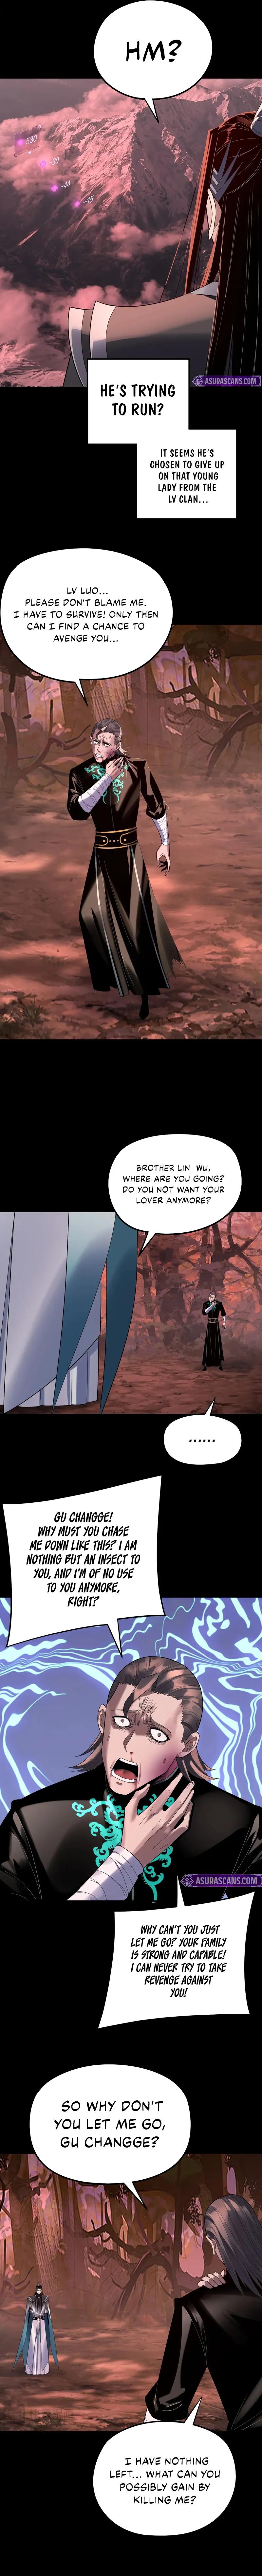 HM?
-530
ASURASCANS.COM
HE'S TRYING
TO RUN?
IT SEEMS HE'S
CHOSEN TO GIVE UP
ON THAT YOUNG
LADY FROM THE
LV CLAN...
LV LUO...
PLEASE DON'T BLAME ME.
I HAVE TO SURVIVE! ONLY THEN
CAN I FIND A CHANCE TO
AVENGE YOU...
BROTHER LIN WU,
WHERE ARE YOU GOING?
DO YOU NOT WANT YOUR
LOVER ANYMORE?
......
GU CHANGGE!
WHY MUST YOU CHASE
ME DOWN LIKE THIS? I AM
NOTHING BUT AN INSECT TO
YOU, AND I'M OF NO USE
TO YOU ANYMORE,
RIGHT?
ASURASCANS.COM
WHY CAN'T YOU JUST
LET ME GO? YOUR FAMILY
IS STRONG AND CAPABLE!
I CAN NEVER TRY TO TAKE
REVENGE AGAINST
YOU!
SO WHY DON'T
YOU LET ME GO,
GU CHANGGE?
I HAVE NOTHING
LEFT... WHAT CAN YOU
POSSIBLY GAIN BY
KILLING ME?